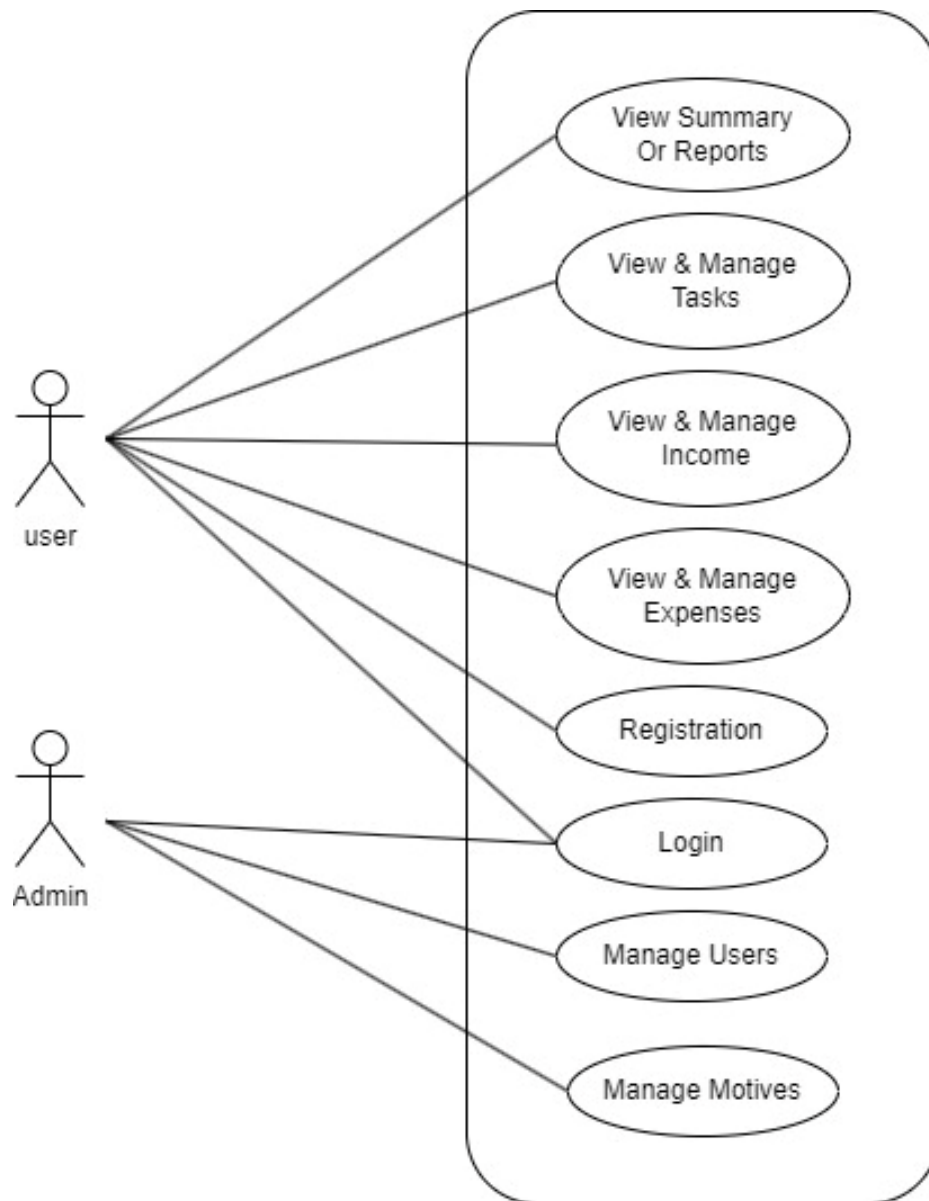 View Summary
Or Reports
View & Manage
Tasks
View & Manage
Income
user
View & Manage
Expenses
Registration
Login
Admin
Manage Users
Manage Motives